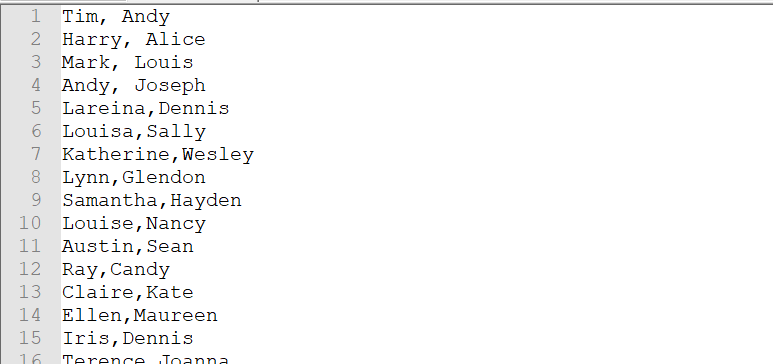 1 Tim, Andy
2 Harry, Alice
3 Mark, Louis
4 Andy, Joseph
5 Lareina,Dennis
6 Louisa,Sally
7 Katherine,Wesley
8 Lynn,Glendon
9 Samantha,Hayden
10 Louise,Nancy
11 Austin,Sean
12 Ray,Candy
13 Claire,Kate
14 Ellen,Maureen
15 Iris,Dennis
16 Terence Joanna